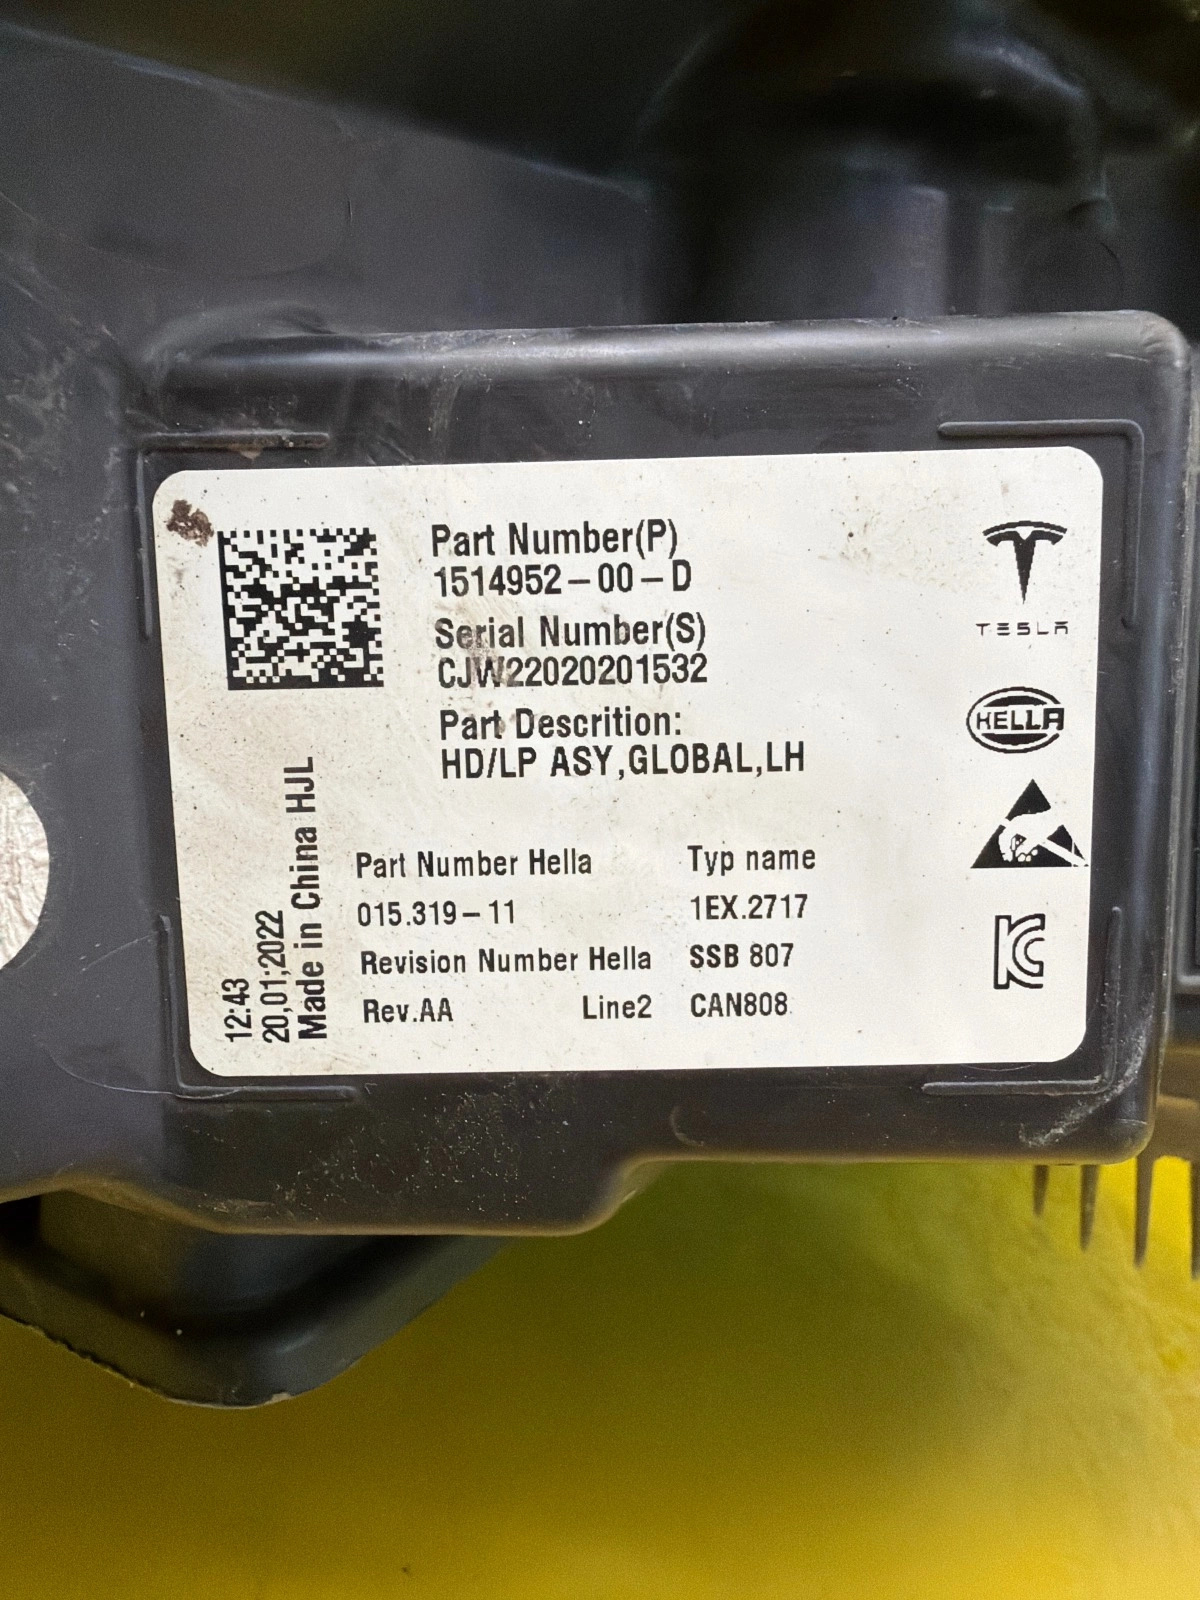 Part Number(P)
1514952-00-D
Serial Number(S)
CJW22020201532
Part Descrition:
HD/LP ASY,GLOBAL,LH
TESLA
HELLA
Part Number Hella
Typ name
015.319-11
1EX.2717
Revision Number Hella
SSB 807
Rev.AA
Line2
CAN808
12:43
20,01;2022
Made in China HJL